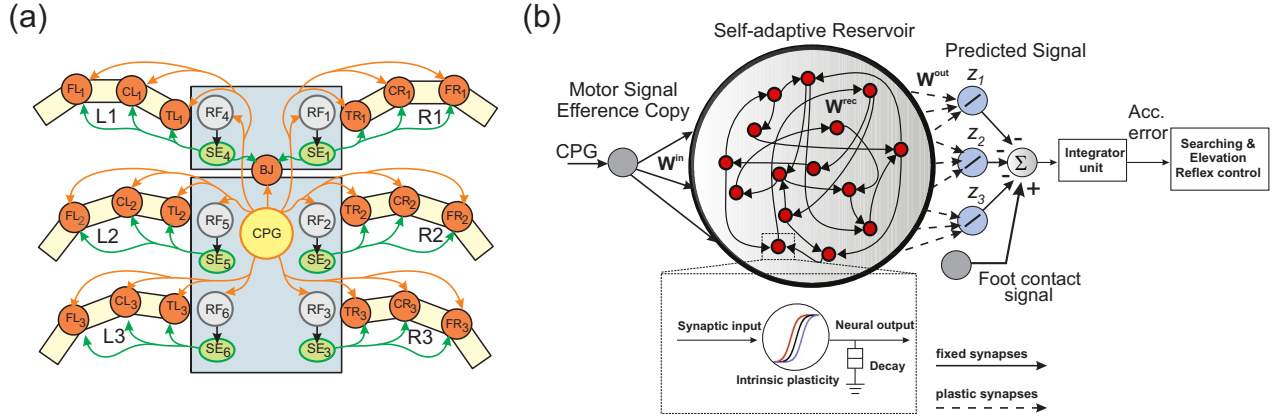 (a)
FL1 CL1 TL1 L1
RF4 RF1
SE4 SE1
TR1 CR1 FR1 R1
BJ
FL2 CL2 TL2 L2
RF5 RF2
SE5 SE2
CPG
TR2 CR2 FR2 R2
FL3 CL3 TL3 L3
RF6 RF3
SE6 SE3
TR3 CR3 FR3 R3
(b)
Self-adaptive Reservoir
Motor Signal
Efference Copy
CPG
W^in
W^rec
W^out
Predicted Signal
z1
z2
z3
-
-
-
Σ
+
Foot contact
signal
Integrator
unit
Acc.
error
Searching &
Elevation
Reflex control
Synaptic input
Neural output
Intrinsic plasticity
Decay
fixed synapses
plastic synapses